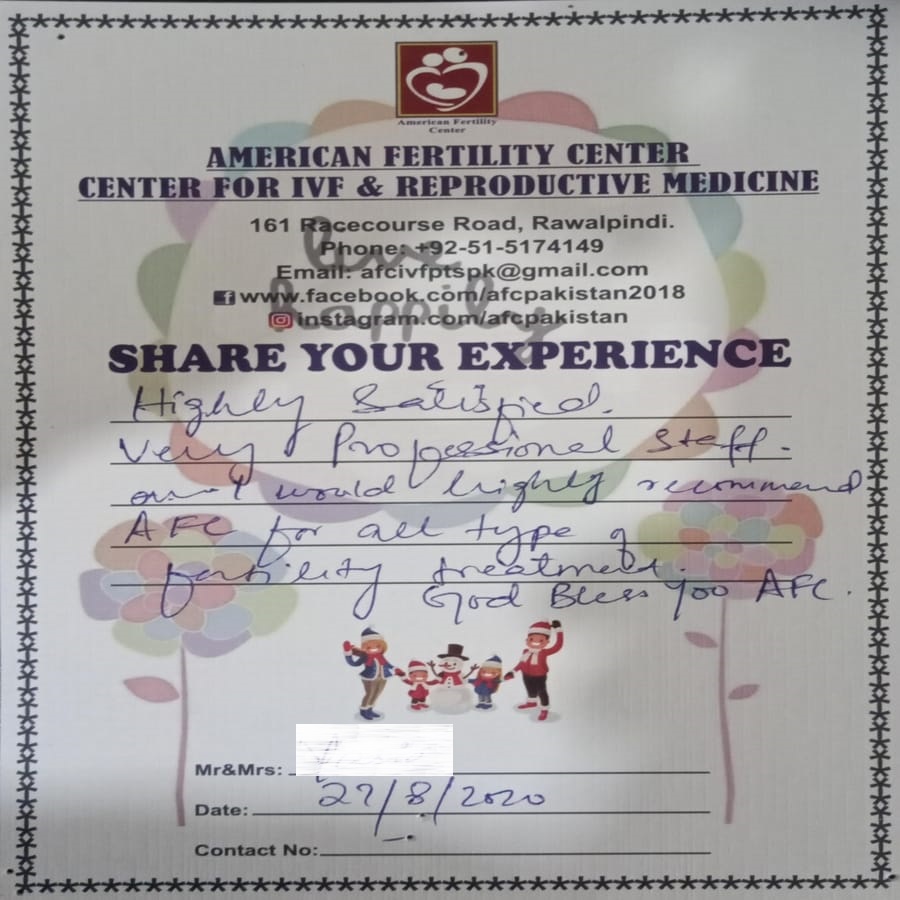 American Fertility
Center
AMERICAN FERTILITY CENTER
CENTER FOR IVF & REPRODUCTIVE MEDICINE
161 Racecourse Road, Rawalpindi.
Phone: +92-51-5174149
Email: afcivfptspk@gmail.com
www.facebook.com/afcpakistan2018
instagram.com/afcpakistan
live
happily
SHARE YOUR EXPERIENCE
Highly Satisfied.
Very Professional Staff.
I would highly recommend
AFC for all type of
fertility treatment.
God Bless You AFC.
Mr&Mrs:
Date: 27/8/2020
Contact No: